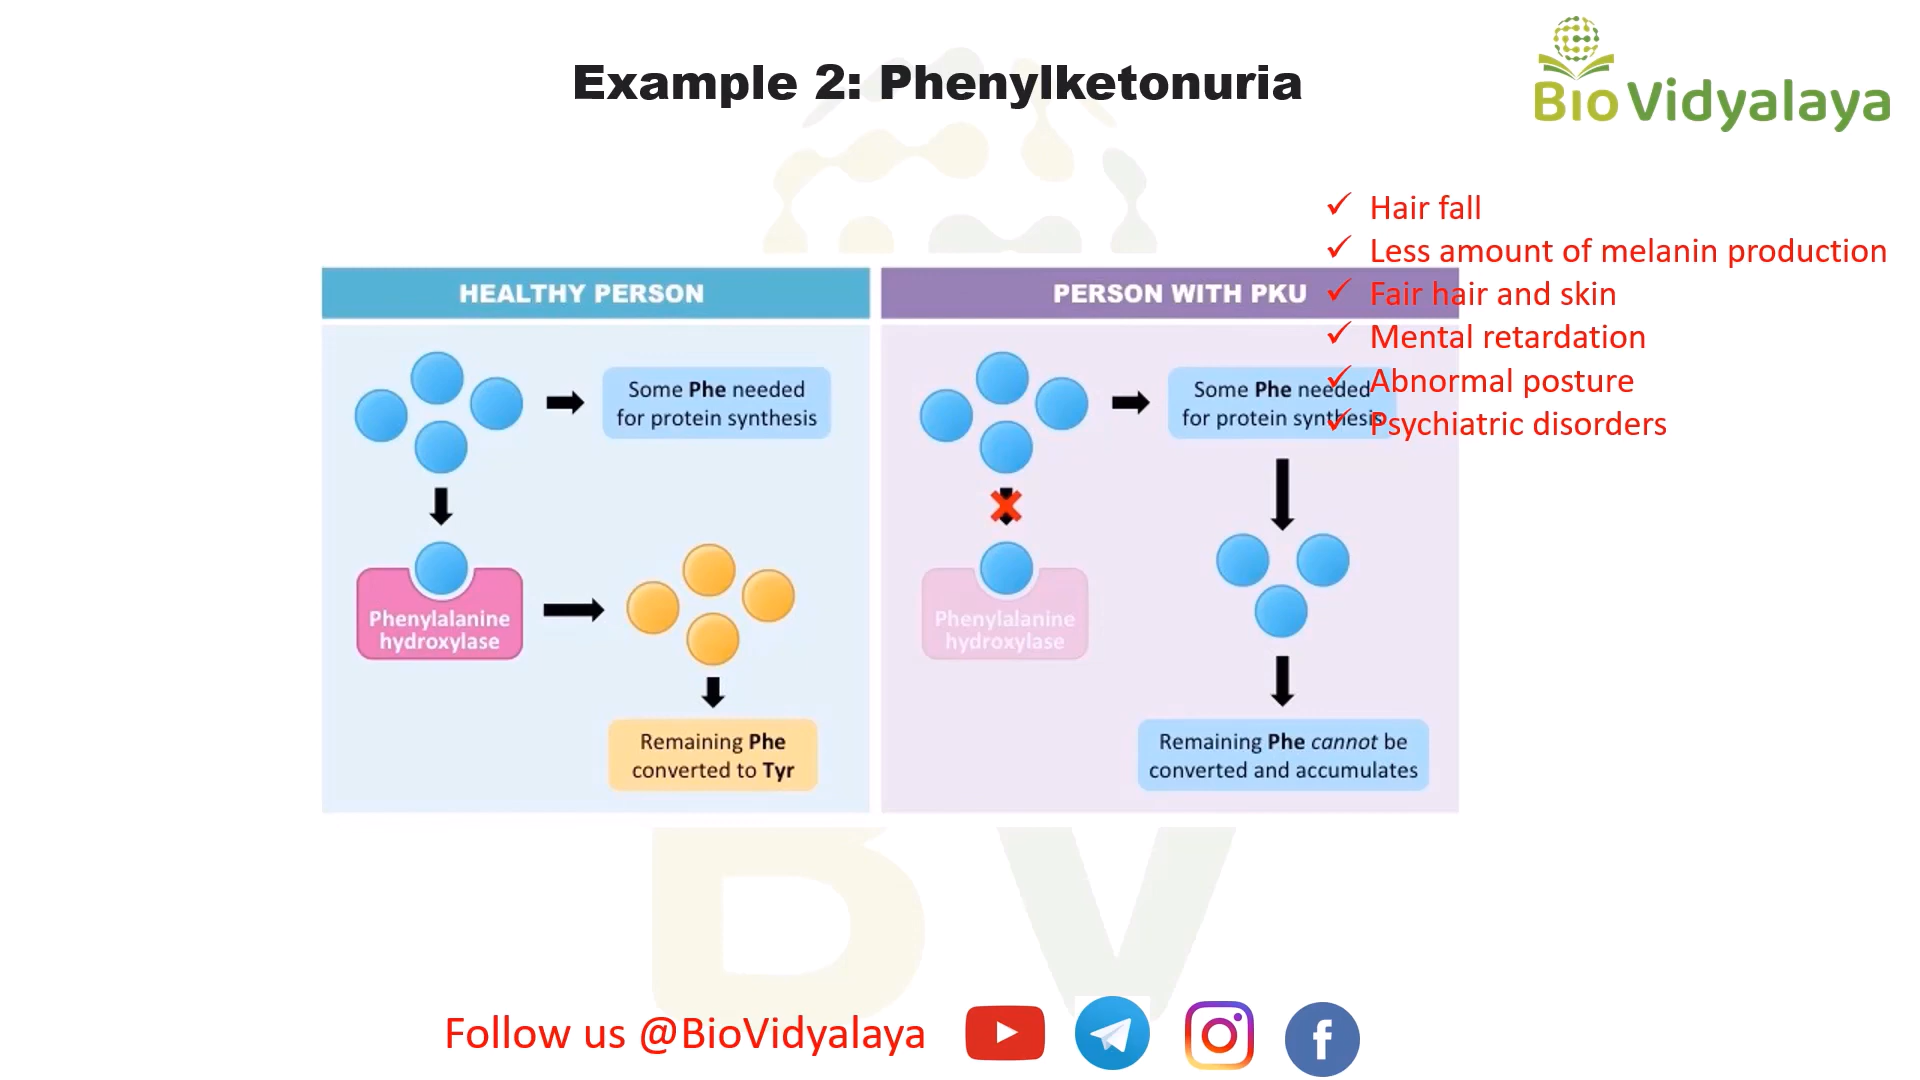 Example 2: Phenylketonuria
Bio Vidyalaya
✓ Hair fall
✓ Less amount of melanin production
✓ Fair hair and skin
✓ Mental retardation
✓ Abnormal posture
✓ Psychiatric disorders
HEALTHY PERSON
Some Phe needed
for protein synthesis
Phenylalanine
hydroxylase
Remaining Phe
converted to Tyr
PERSON WITH PKU
Some Phe needed
for protein synthesis
Phenylalanine
hydroxylase
Remaining Phe cannot be
converted and accumulates
BV
Follow us @BioVidyalaya